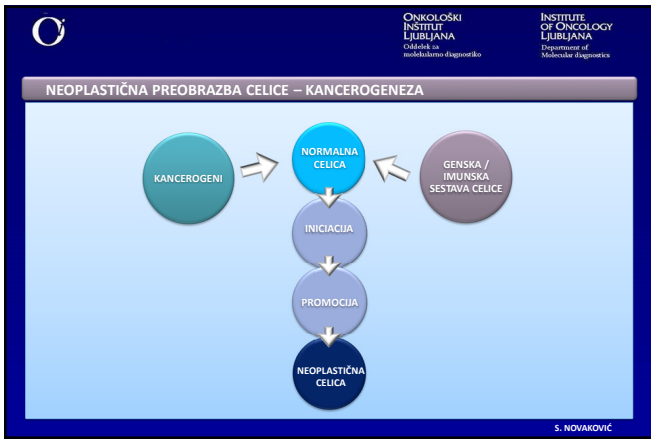 ONKOLOŠKI
INŠTITUT
LJUBLJANA
Oddelek za
molekularno diagnostiko
INSTITUTE
OF ONCOLOGY
LJUBLJANA
Department of
Molecular diagnostics
NEOPLASTIČNA PREOBRAZBA CELICE – KANCEROGENEZA
KANCEROGENI
NORMALNA
CELICA
GENSKA /
IMUNSKA
SESTAVA CELICE
INICIACIJA
PROMOCIJA
NEOPLASTIČNA
CELICA
S. NOVAKOVIĆ